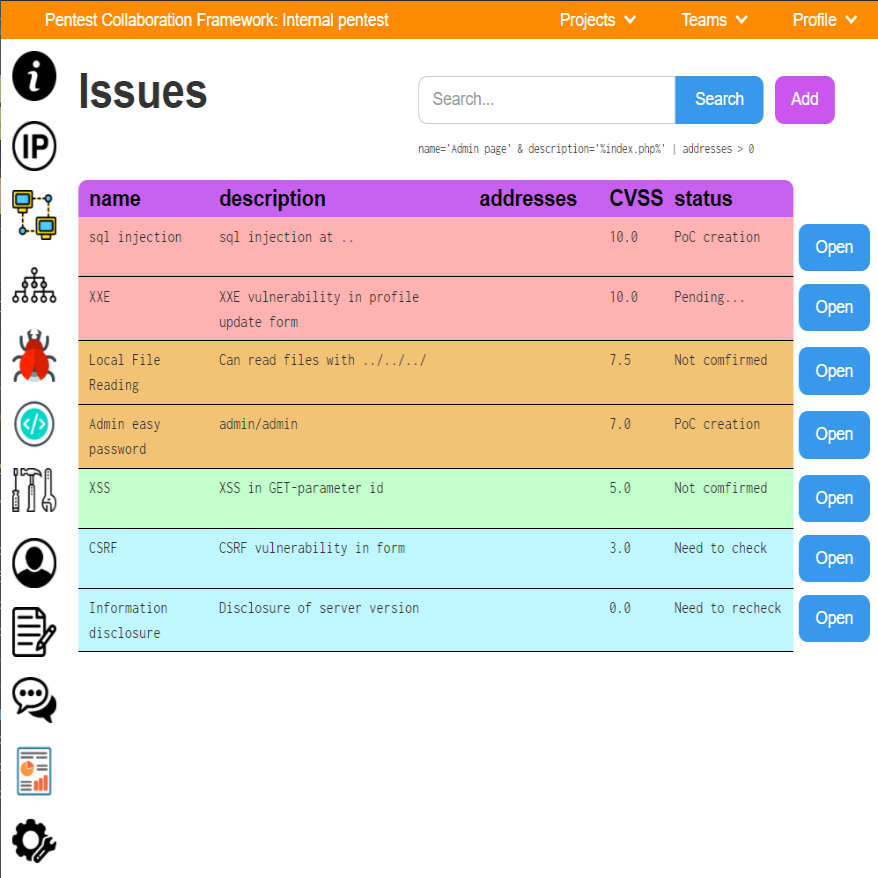 Pentest Collaboration Framework: Internal pentest Projects Teams Profile
Issues
Search... Search Add
name='Admin page' & description='%index.php%' | addresses > 0
name description addresses CVSS status
sql injection sql injection at .. 10.0 PoC creation Open
XXE XXE vulnerability in profile 10.0 Pending... Open
update form
Local File Can read files with ../../../ 7.5 Not comfirmed Open
Reading
Admin easy admin/admin 7.0 PoC creation Open
password
XSS XSS in GET-parameter id 5.0 Not comfirmed Open
CSRF CSRF vulnerability in form 3.0 Need to check Open
Information Disclosure of server version 0.0 Need to recheck Open
disclosure
i
IP
</>